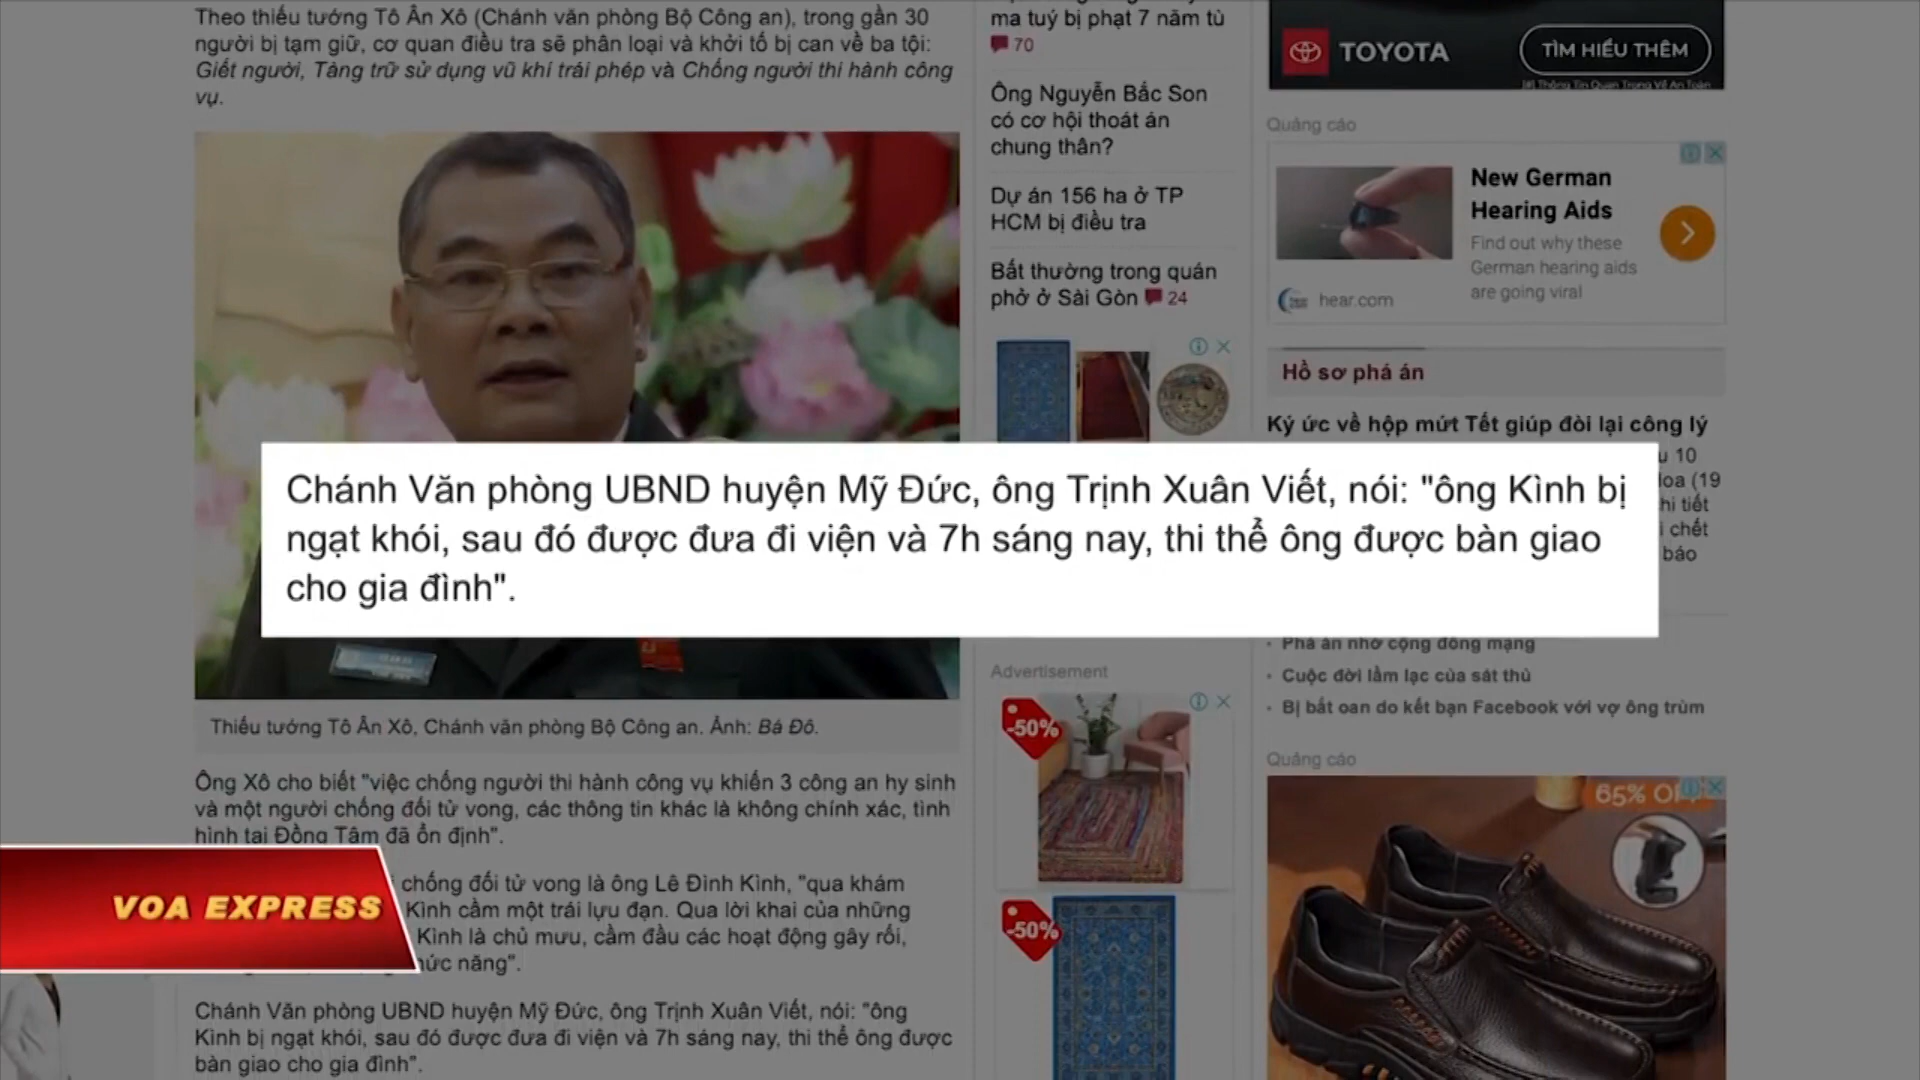 Theo thiếu tướng Tô Ân Xô (Chánh văn phòng Bộ Công an), trong gần 30
người bị tạm giữ, cơ quan điều tra sẽ phân loại và khởi tố bị can về ba tội:
Giết người, Tàng trữ sử dụng vũ khí trái phép và Chống người thi hành công
vụ.
Chánh Văn phòng UBND huyện Mỹ Đức, ông Trịnh Xuân Viết, nói: "ông Kình bị
ngạt khói, sau đó được đưa đi viện và 7h sáng nay, thi thể ông được bàn giao
cho gia đình".
Thiếu tướng Tô Ân Xô, Chánh văn phòng Bộ Công an. Ảnh: Bá Đô.
Ông Xô cho biết "việc chống người thi hành công vụ khiến 3 công an hy sinh
và một người chống đối tử vong, các thông tin khác là không chính xác, tình
hình tại Đồng Tâm đã ổn định".
chống đối tử vong là ông Lê Đình Kình, "qua khám
Kình cầm một trái lựu đạn. Qua lời khai của những
Kình là chủ mưu, cầm đầu các hoạt động gây rối,
năng".
VOA EXPRESS
Chánh Văn phòng UBND huyện Mỹ Đức, ông Trịnh Xuân Viết, nói: "ông
Kình bị ngạt khói, sau đó được đưa đi viện và 7h sáng nay, thi thể ông được
bàn giao cho gia đình".
ma tuý bị phạt 7 năm tù
70
Ông Nguyễn Bắc Son
có cơ hội thoát án
chung thân?
Dự án 156 ha ở TP
HCM bị điều tra
Bất thường trong quán
phở ở Sài Gòn 24
Advertisement
-50%
-50%
TOYOTA
TÌM HIỂU THÊM
Quảng cáo
New German
Hearing Aids
Find out why these
German hearing aids
are going viral
hear.com
Hồ sơ phá án
Ký ức về hộp mứt Tết giúp đòi lại công lý
10
(19
tiết
chết
báo
Phá án nhờ cộng đồng mạng
Cuộc đời lầm lạc của sát thủ
Bị bắt oan do kết bạn Facebook với vợ ông trùm
Quảng cáo
65%